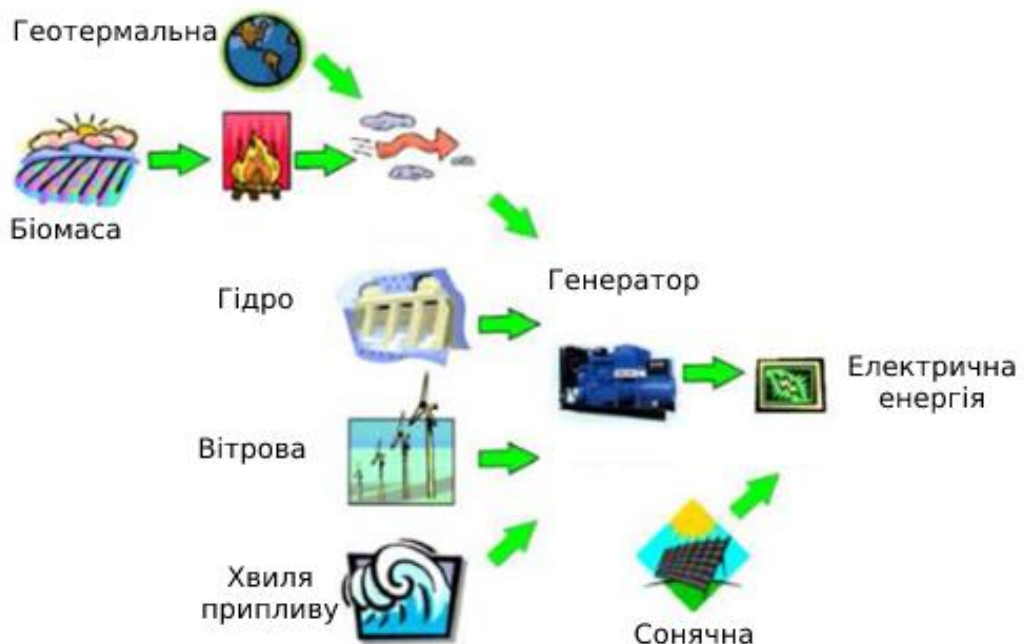 Геотермальна
Біомаса
Гідро
Генератор
Електрична
енергія
Вітрова
Хвиля
припливу
Сонячна